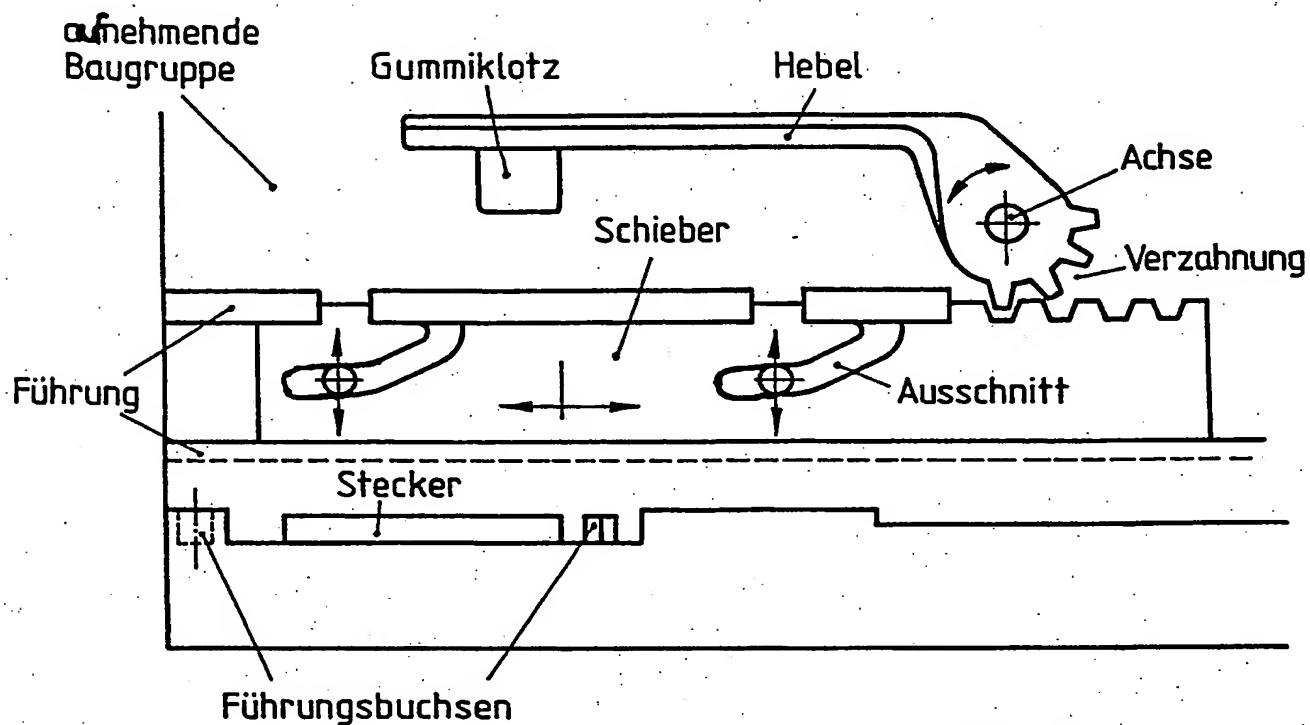 aufnehmende
Baugruppe
Gummiklotz
Hebel
Achse
Schieber
Verzahnung
Führung
Ausschnitt
Stecker
Führungsbuchsen